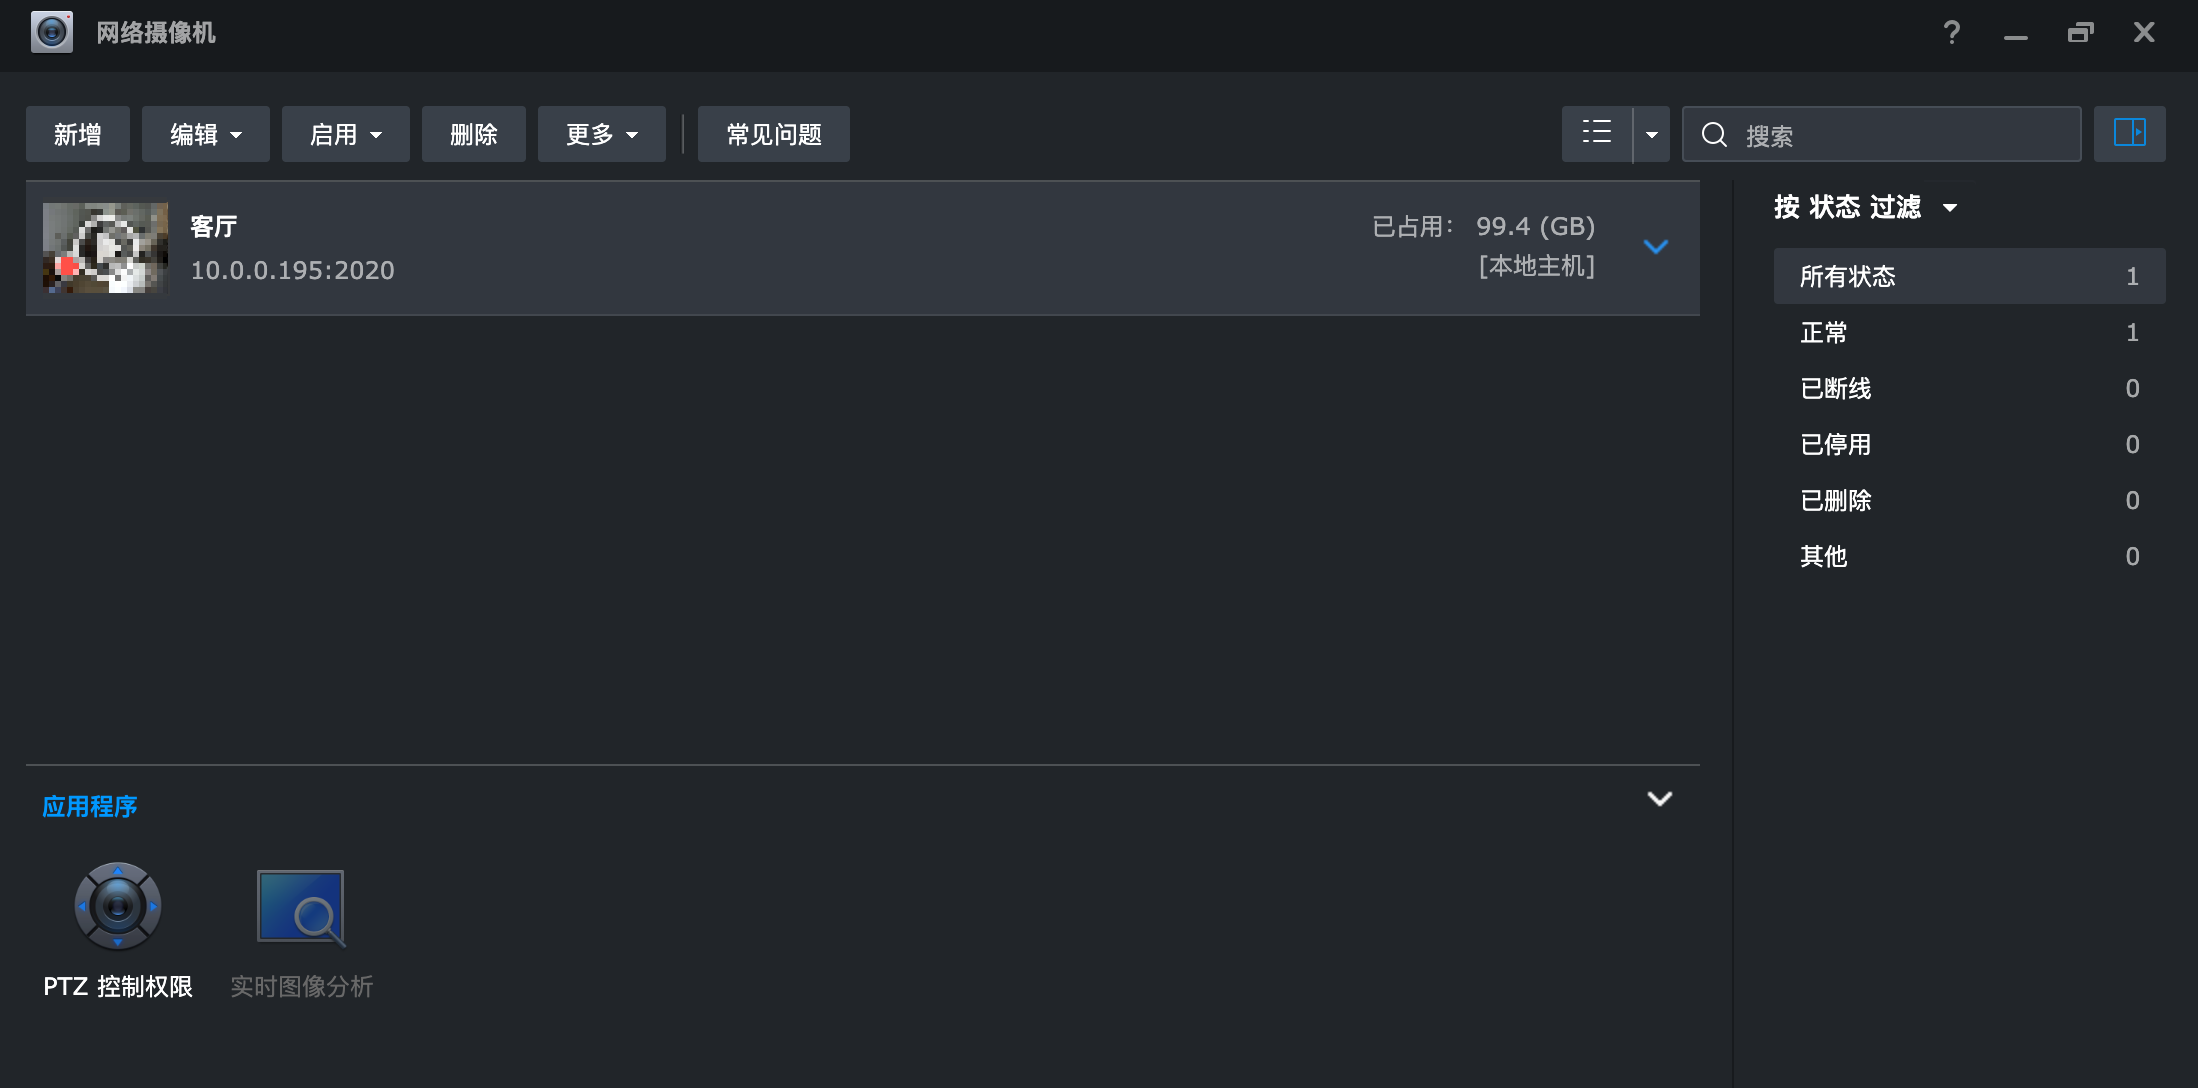 网络摄像机
新增 编辑 启用 删除 更多 常见问题 搜索
客厅
10.0.0.195:2020
已占用： 99.4 (GB)
[本地主机]
按 状态 过滤
所有状态 1
正常 1
已断线 0
已停用 0
已删除 0
其他 0
应用程序
PTZ 控制权限 实时图像分析